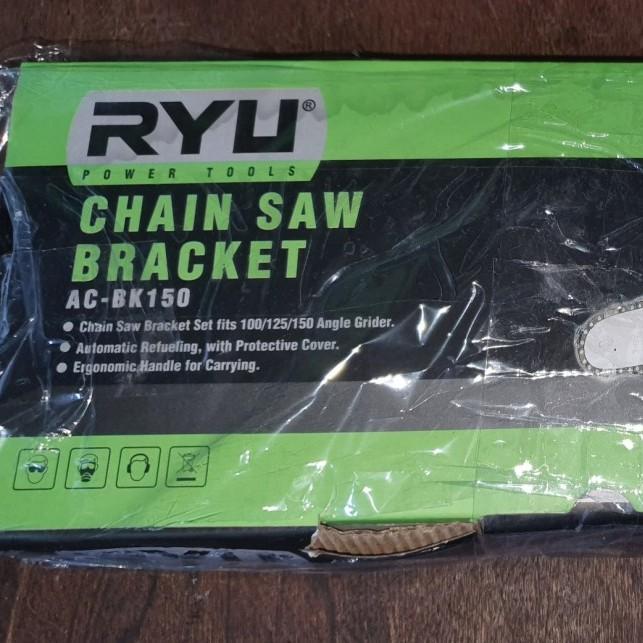 RYU®
POWER TOOLS
CHAIN SAW
BRACKET
AC-BK150
● Chain Saw Bracket Set fits 100/125/150 Angle Grider.
● Automatic Refueling, with Protective Cover.
● Ergonomic Handle for Carrying.